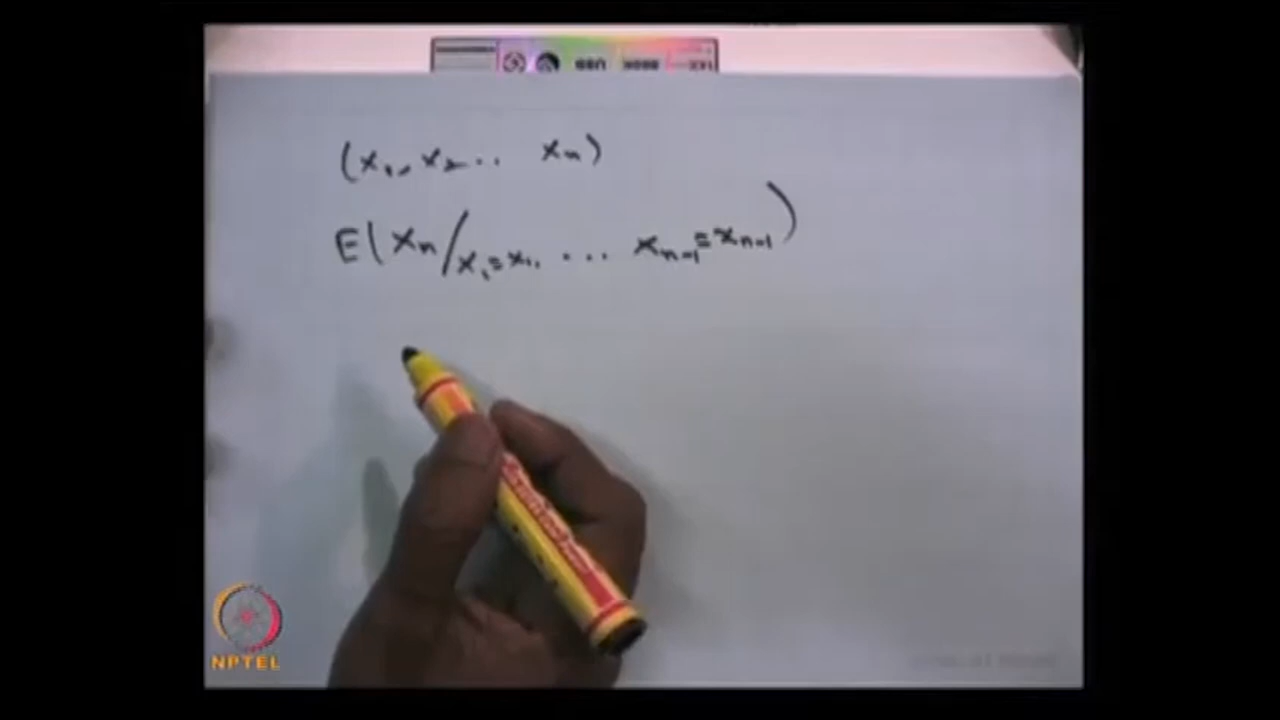 (x₁, x₂ .. xₙ)
E(xₙ/x₁=x₁, ... xₙ₋₁=xₙ₋₁)
NPTEL